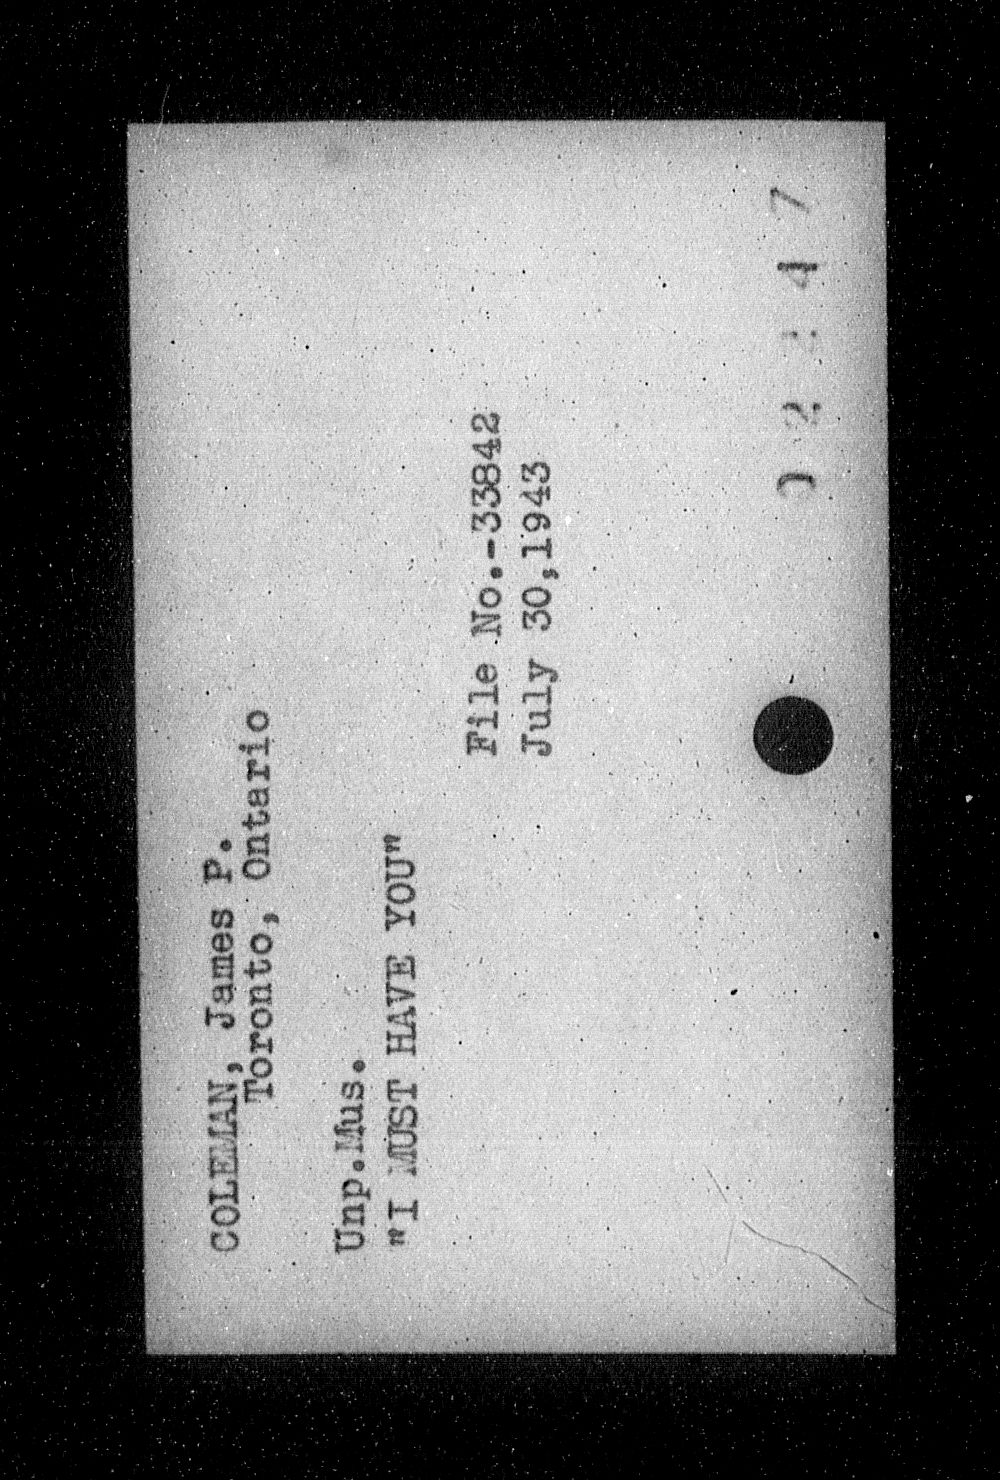 COLEMAN, James P.
Toronto, Ontario
Unp.Mus.
"I MUST HAVE YOU"
File No.-33842
July 30,1943